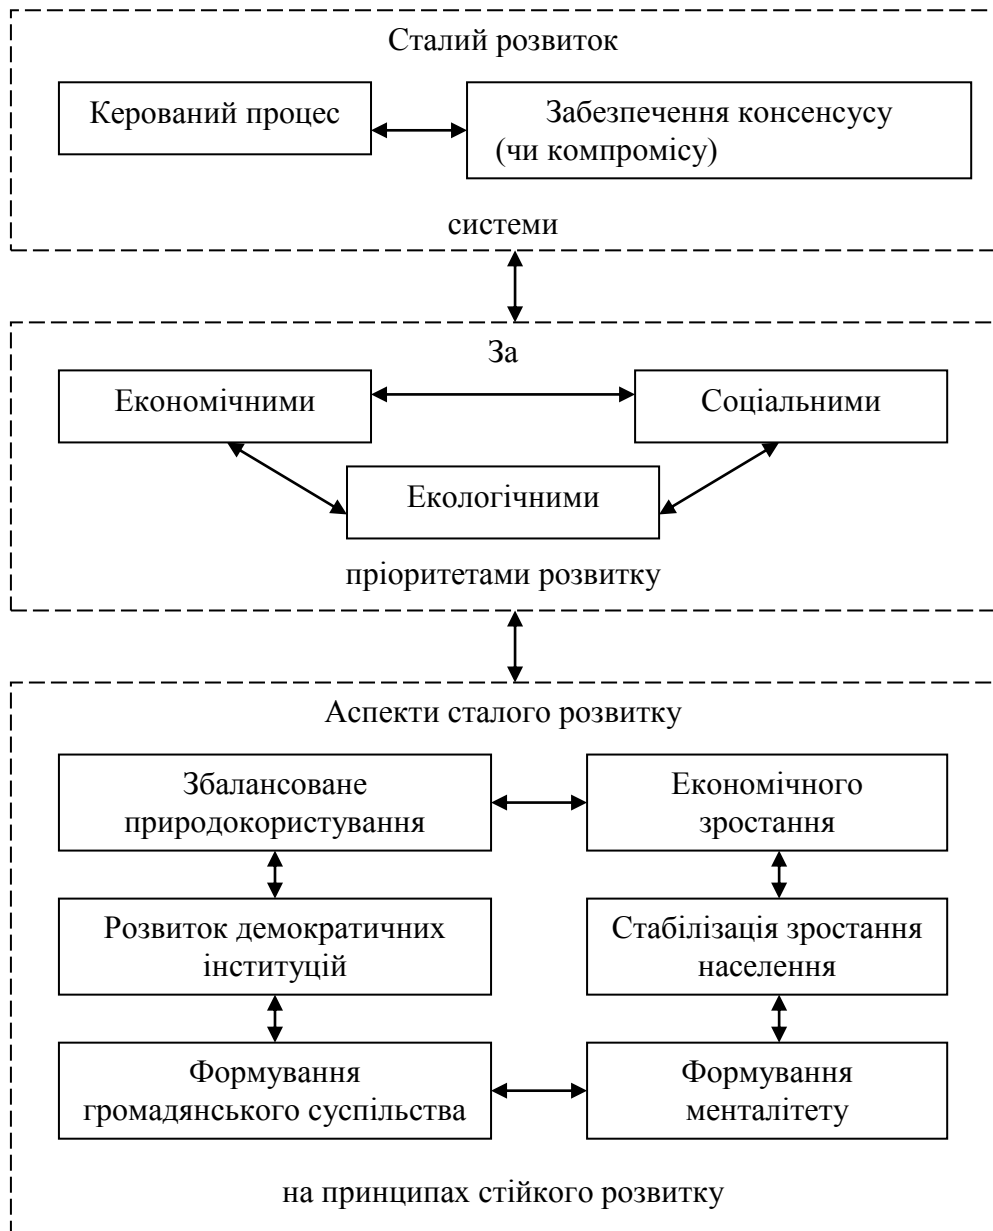 Сталий розвиток
Керований процес
Забезпечення консенсусу
(чи компромісу)
системи
За
Економічними
Соціальними
Екологічними
пріоритетами розвитку
Аспекти сталого розвитку
Збалансоване
природокористування
Економічного
зростання
Розвиток демократичних
інституцій
Стабілізація зростання
населення
Формування
громадянського суспільства
Формування
менталітету
на принципах стійкого розвитку